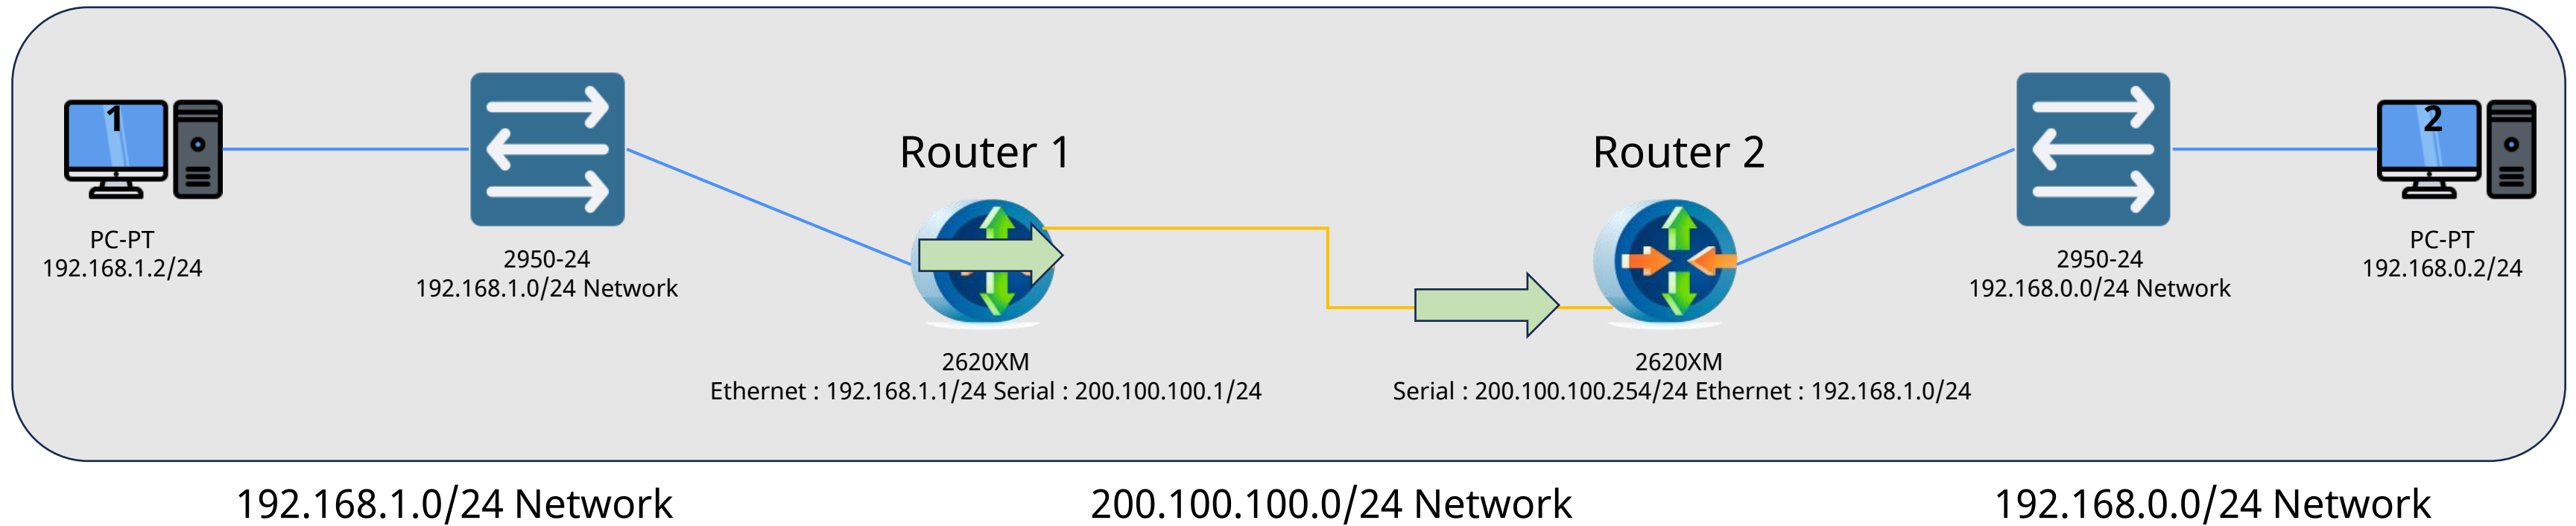 1
PC-PT
192.168.1.2/24
2950-24
192.168.1.0/24 Network
Router 1
2620XM
Ethernet : 192.168.1.1/24 Serial : 200.100.100.1/24
Router 2
2620XM
Serial : 200.100.100.254/24 Ethernet : 192.168.1.0/24
2950-24
192.168.0.0/24 Network
2
PC-PT
192.168.0.2/24
192.168.1.0/24 Network
200.100.100.0/24 Network
192.168.0.0/24 Network